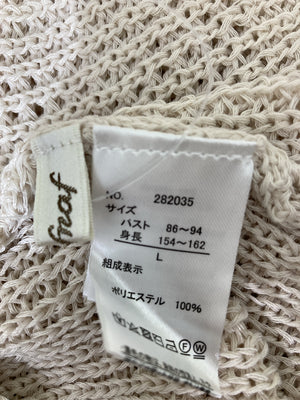 fnaf
NO. 282035
サイズ
バスト 86〜94
身長 154〜162
L
組成表示
ポリエステル 100%